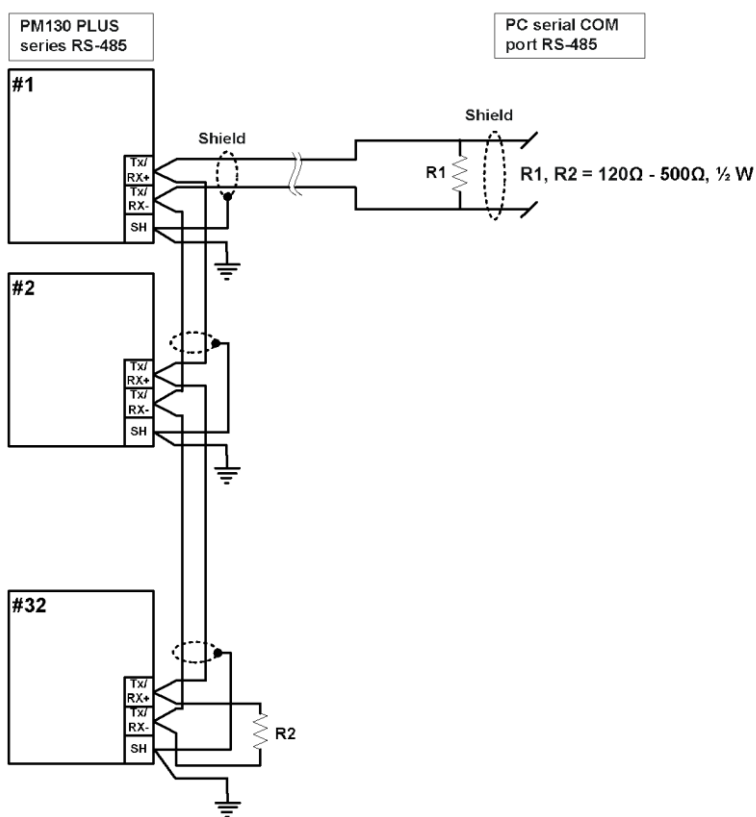 PM130 PLUS
series RS-485
PC serial COM
port RS-485
#1
Shield
Shield
Tx/
RX+
Tx/
RX-
SH
R1
R1, R2 = 120Ω - 500Ω, ½ W
#2
Tx/
RX+
Tx/
RX-
SH
#32
Tx/
RX+
Tx/
RX-
SH
R2